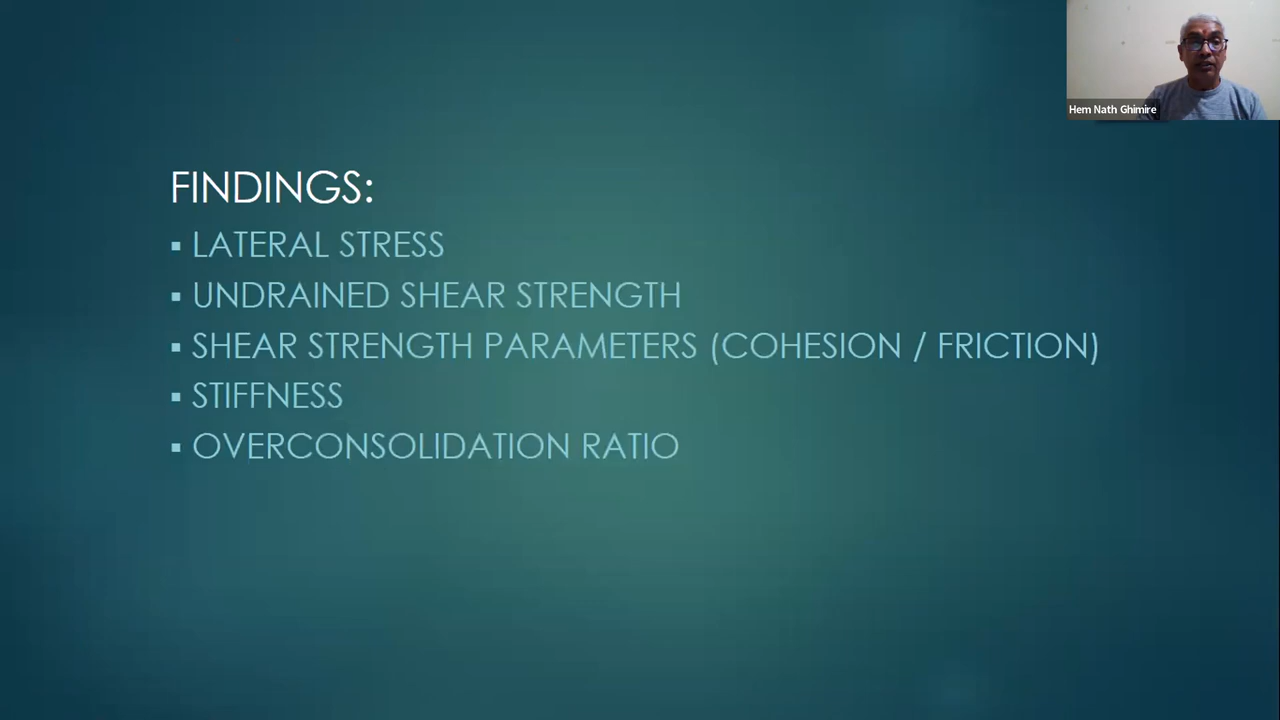 Hem Nath Ghimire
FINDINGS:
▪ LATERAL STRESS
▪ UNDRAINED SHEAR STRENGTH
▪ SHEAR STRENGTH PARAMETERS (COHESION / FRICTION)
▪ STIFFNESS
▪ OVERCONSOLIDATION RATIO